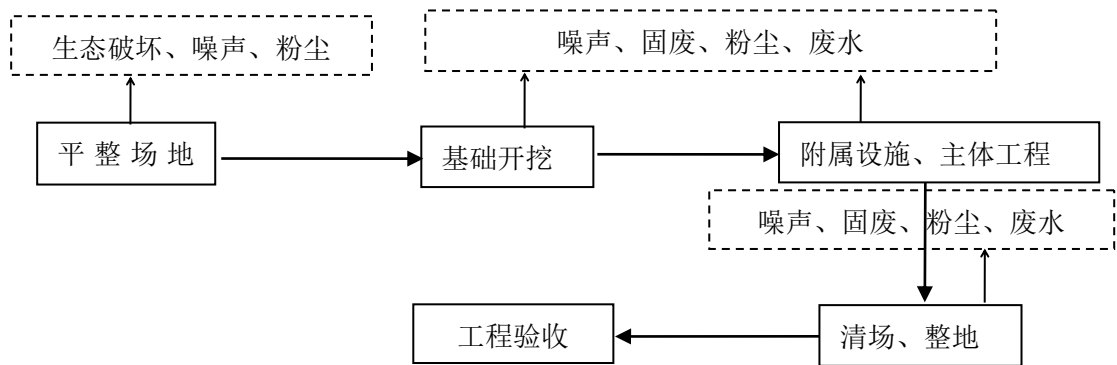 生态破坏、噪声、粉尘
噪声、固废、粉尘、废水
平整场地
基础开挖
附属设施、主体工程
噪声、固废、粉尘、废水
工程验收
清场、整地